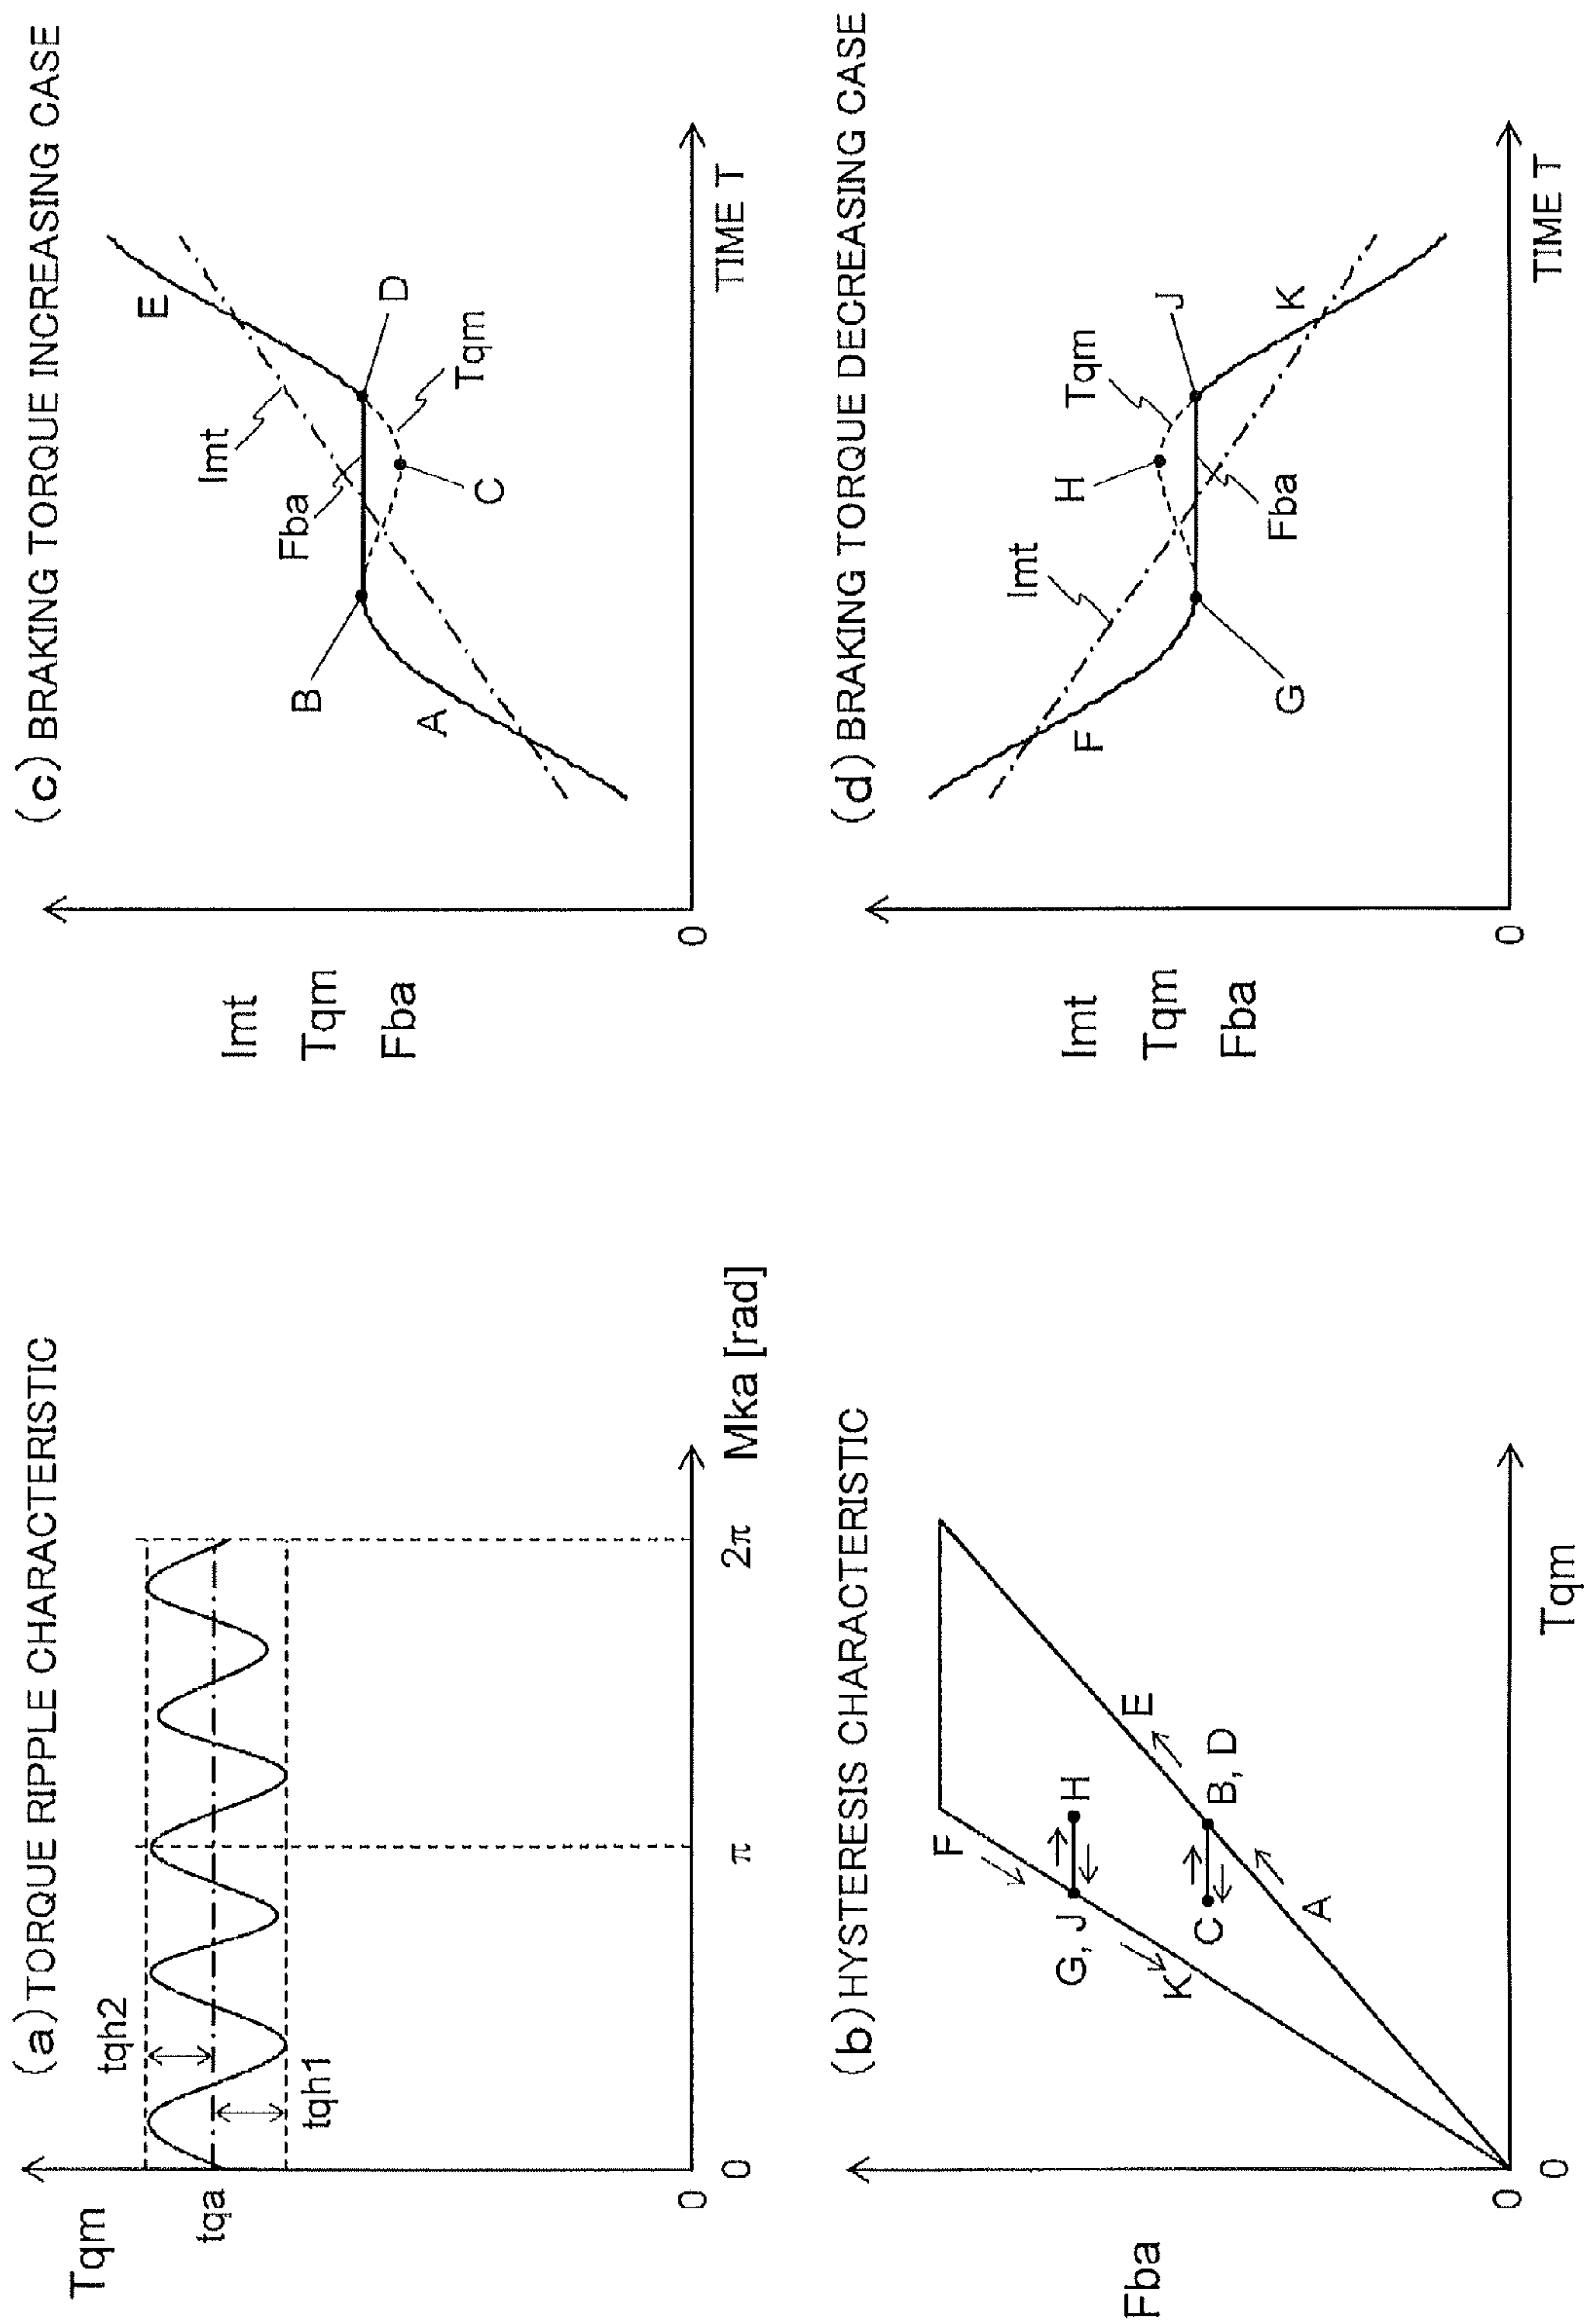 (a) TORQUE RIPPLE CHARACTERISTIC
Tqm
tqh2
tqa
tqh1
0
0
π
2π
Mka [rad]
(b) HYSTERESIS CHARACTERISTIC
Fba
F
G, J
H
K
E
C
B, D
A
0
0
Tqm
(c) BRAKING TORQUE INCREASING CASE
Imt
Tqm
Fba
E
Imt
Fba
D
B
Tqm
A
C
0
TIME T
(d) BRAKING TORQUE DECREASING CASE
Imt
Tqm
Fba
Imt
H
Tqm
J
F
K
Fba
G
0
TIME T